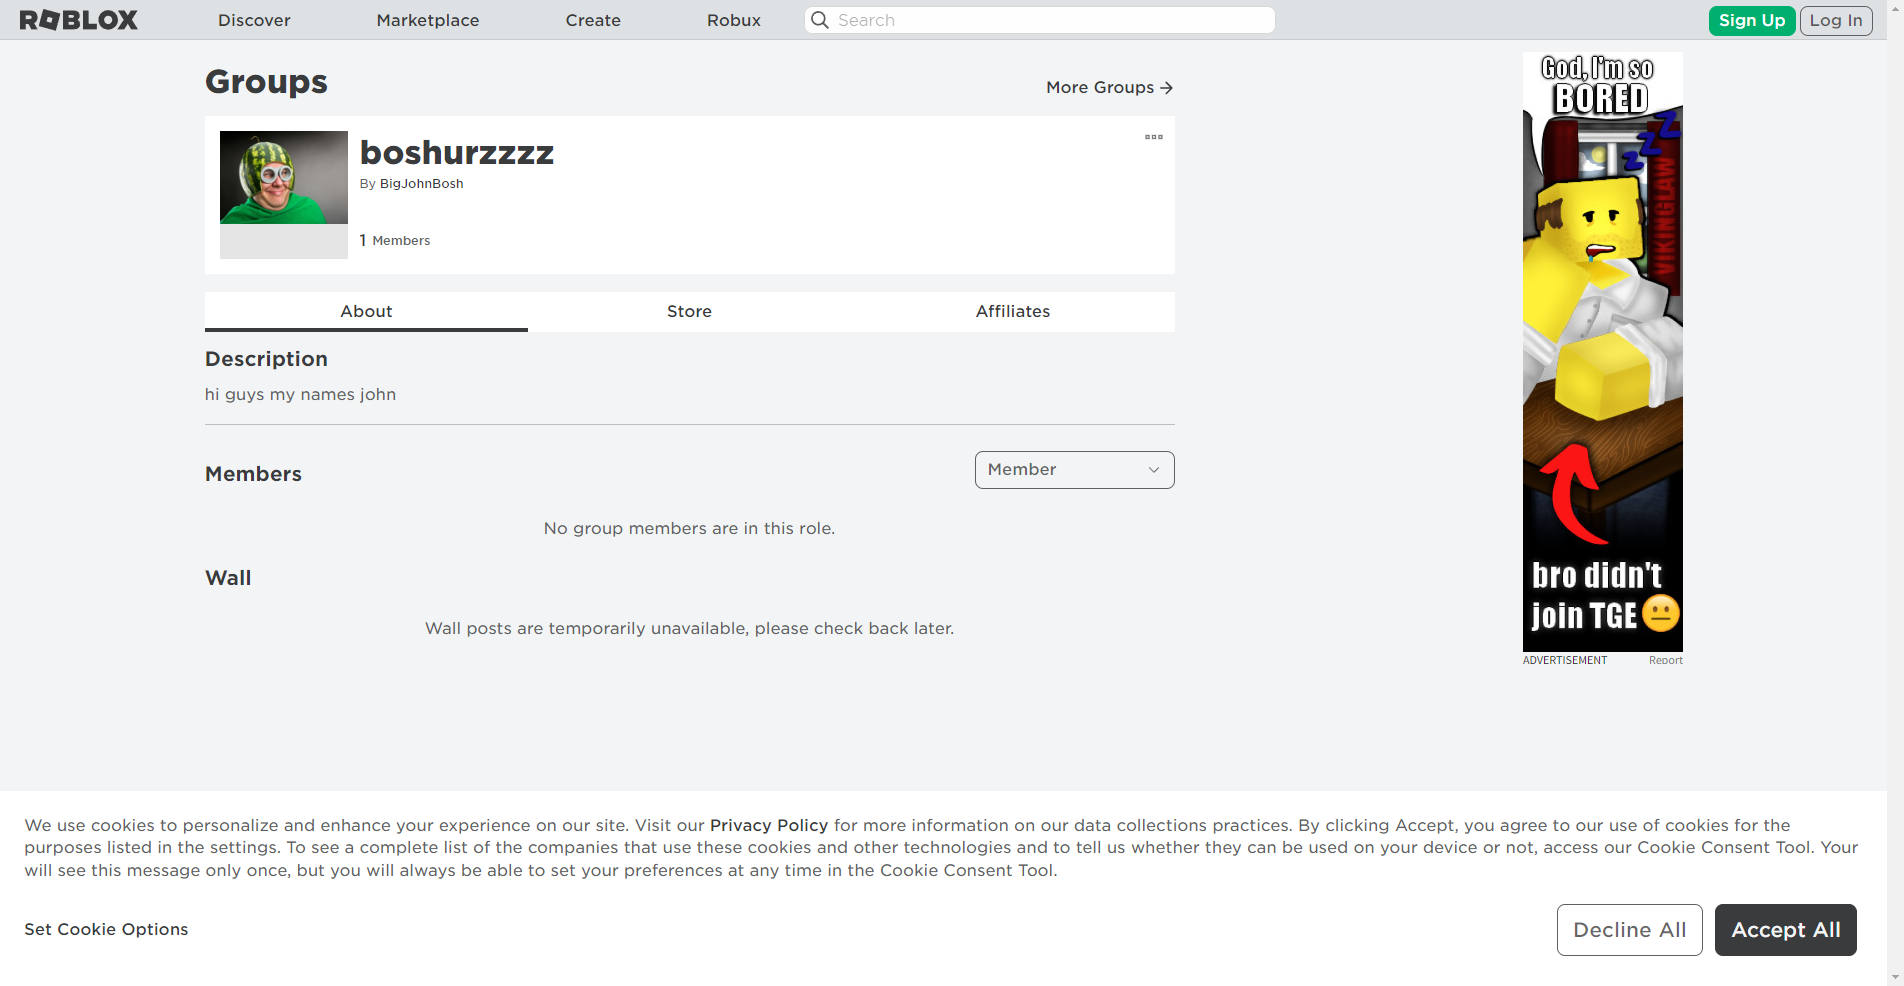 ROBLOX
Discover
Marketplace
Create
Robux
Search
Sign Up
Log In
Groups
More Groups →
boshurzzzz
By BigJohnBosh
1 Members
About
Store
Affiliates
Description
hi guys my names john
Members
Member
No group members are in this role.
Wall
Wall posts are temporarily unavailable, please check back later.
God, I'm so
BORED
zzZ
VIKINGLAW
bro didn't
join TGE 😐
ADVERTISEMENT
Report
We use cookies to personalize and enhance your experience on our site. Visit our Privacy Policy for more information on our data collections practices. By clicking Accept, you agree to our use of cookies for the
purposes listed in the settings. To see a complete list of the companies that use these cookies and other technologies and to tell us whether they can be used on your device or not, access our Cookie Consent Tool. Your
will see this message only once, but you will always be able to set your preferences at any time in the Cookie Consent Tool.
Set Cookie Options
Decline All
Accept All